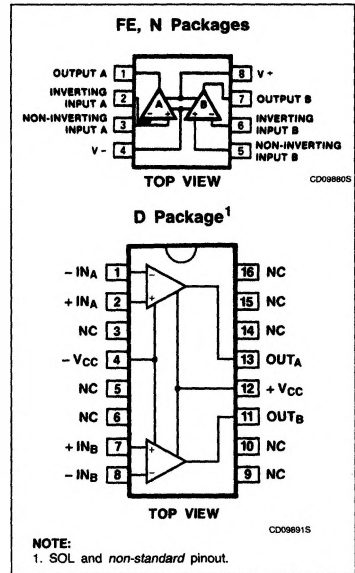 FE, N Packages
OUTPUT A 1 8 V +
INVERTING INPUT A 2 A B 7 OUTPUT B
NON-INVERTING INPUT A 3 6 INVERTING INPUT B
V - 4 5 NON-INVERTING INPUT B
- + + -
TOP VIEW
CD09880S
D Package1
- INA 1 - 16 NC
+ INA 2 + 15 NC
NC 3 14 NC
- VCC 4 13 OUTA
NC 5 12 + VCC
NC 6 11 OUTB
+ INB 7 + 10 NC
- INB 8 - 9 NC
TOP VIEW
CD09891S
NOTE:
1. SOL and non-standard pinout.